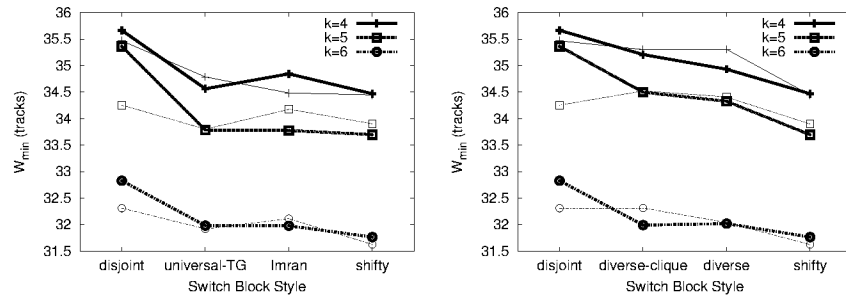 36
35.5
35
34.5
34
33.5
33
32.5
32
31.5
W min (tracks)
k=4
k=5
k=6
disjoint universal-TG Imran shifty
Switch Block Style
36
35.5
35
34.5
34
33.5
33
32.5
32
31.5
W min (tracks)
k=4
k=5
k=6
disjoint diverse-clique diverse shifty
Switch Block Style